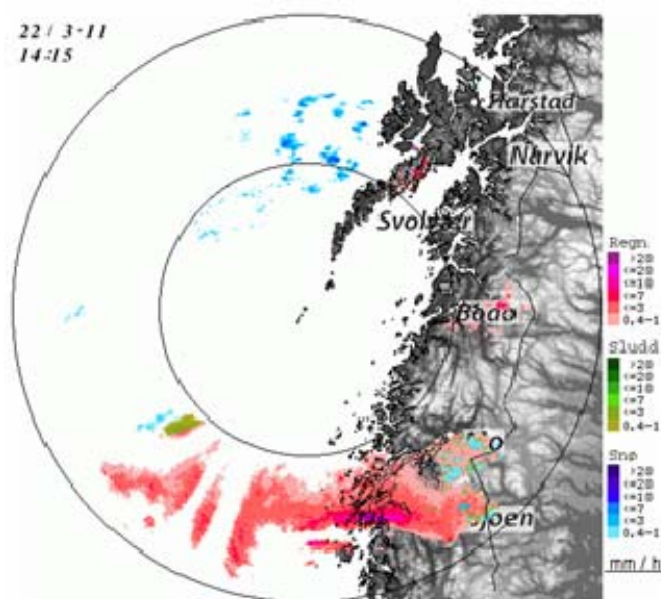 22 / 3-11
14:15
Harstad
Narvik
Svolvær
Bodø
Regn
>20
<=20
<=10
<=7
<=3
0.4-1
Sludd
>20
<=20
<=10
<=7
<=3
0.4-1
Snø
>20
<=20
<=10
<=7
<=3
0.4-1
mm/h